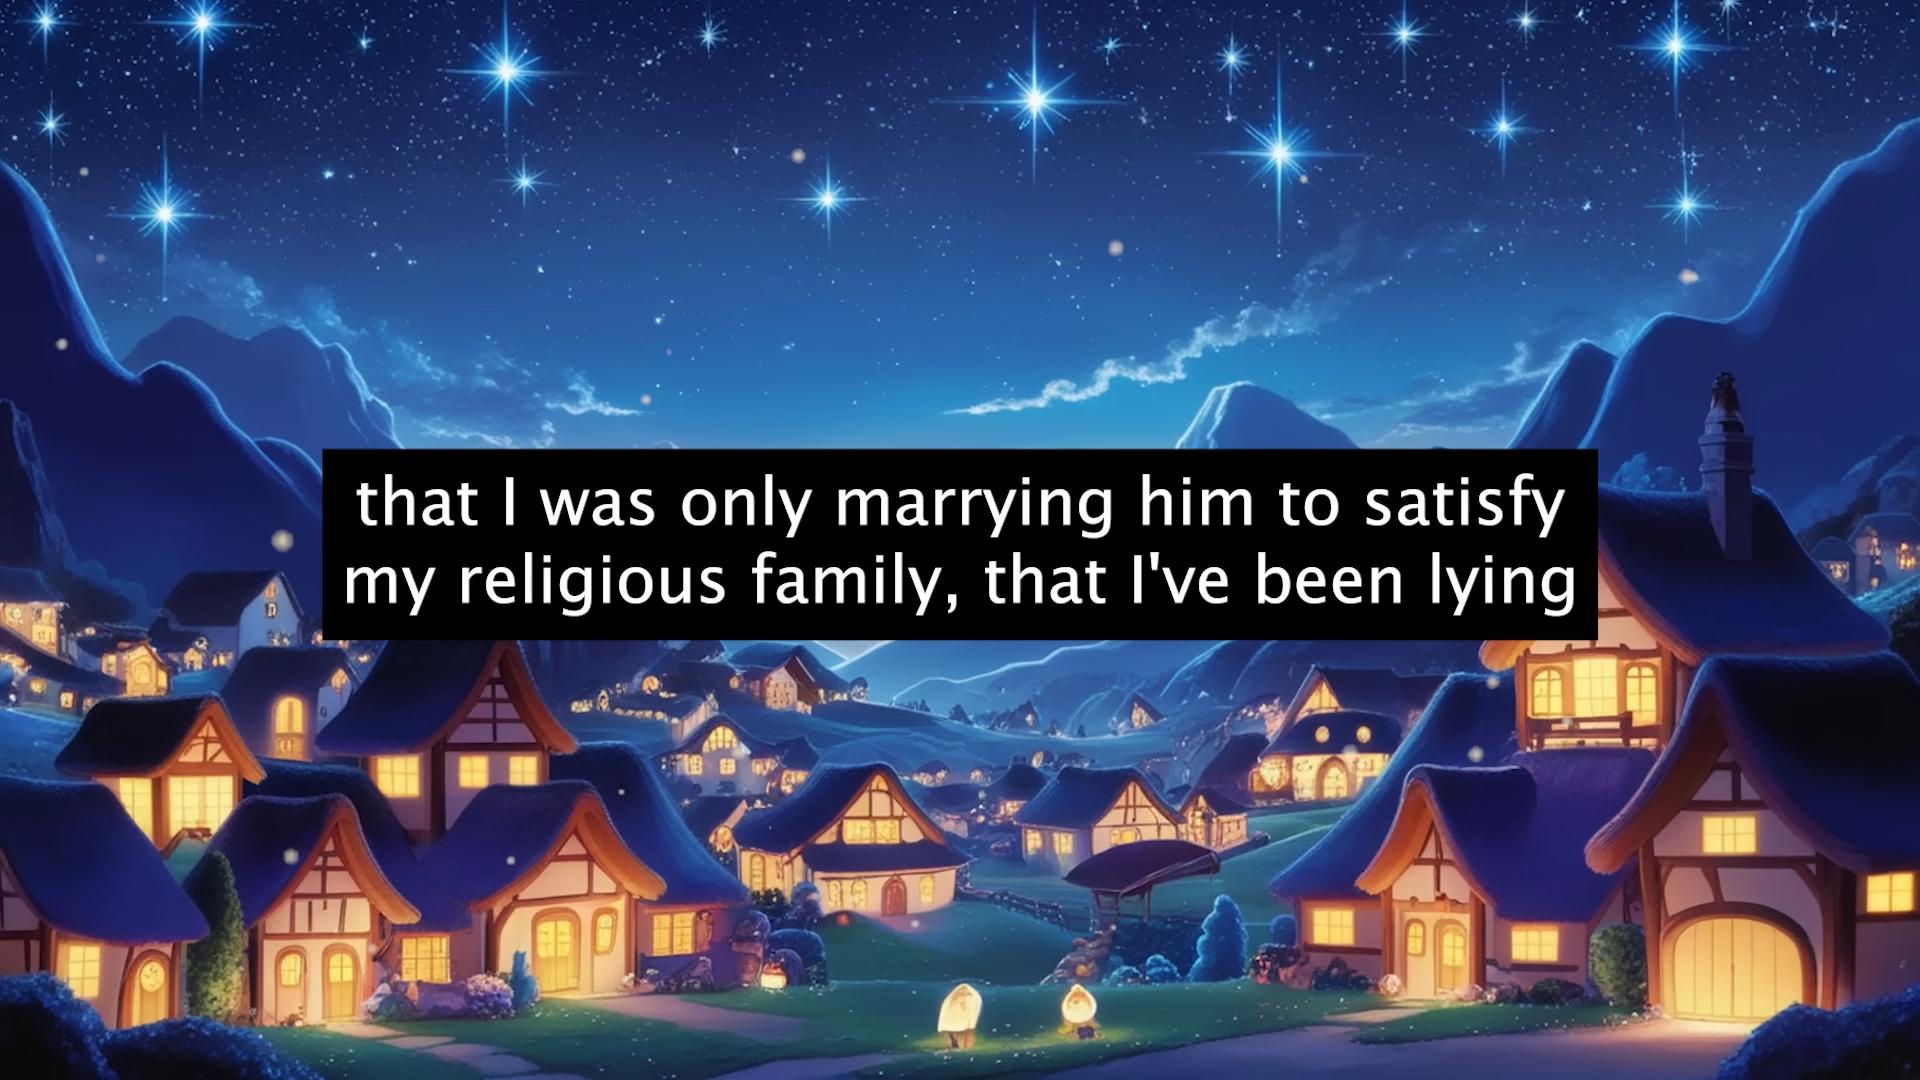 that I was only marrying him to satisfy
my religious family, that I've been lying